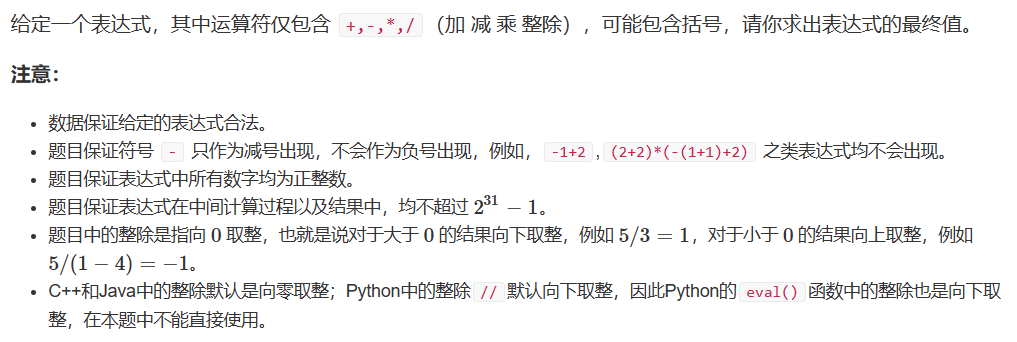 给定一个表达式，其中运算符仅包含 +,-,*,/（加 减 乘 整除），可能包含括号，请你求出表达式的最终值。
注意：
• 数据保证给定的表达式合法。
• 题目保证符号 - 只作为减号出现，不会作为负号出现，例如， -1+2 , (2+2)*(-(1+1)+2) 之类表达式均不会出现。
• 题目保证表达式中所有数字均为正整数。
• 题目保证表达式在中间计算过程以及结果中，均不超过 2^31 − 1。
• 题目中的整除是指向 0 取整，也就是说对于大于 0 的结果向下取整，例如 5/3 = 1，对于小于 0 的结果向上取整，例如
5/(1 − 4) = −1。
• C++和Java中的整除默认是向零取整；Python中的整除 // 默认向下取整，因此Python的 eval() 函数中的整除也是向下取
整，在本题中不能直接使用。